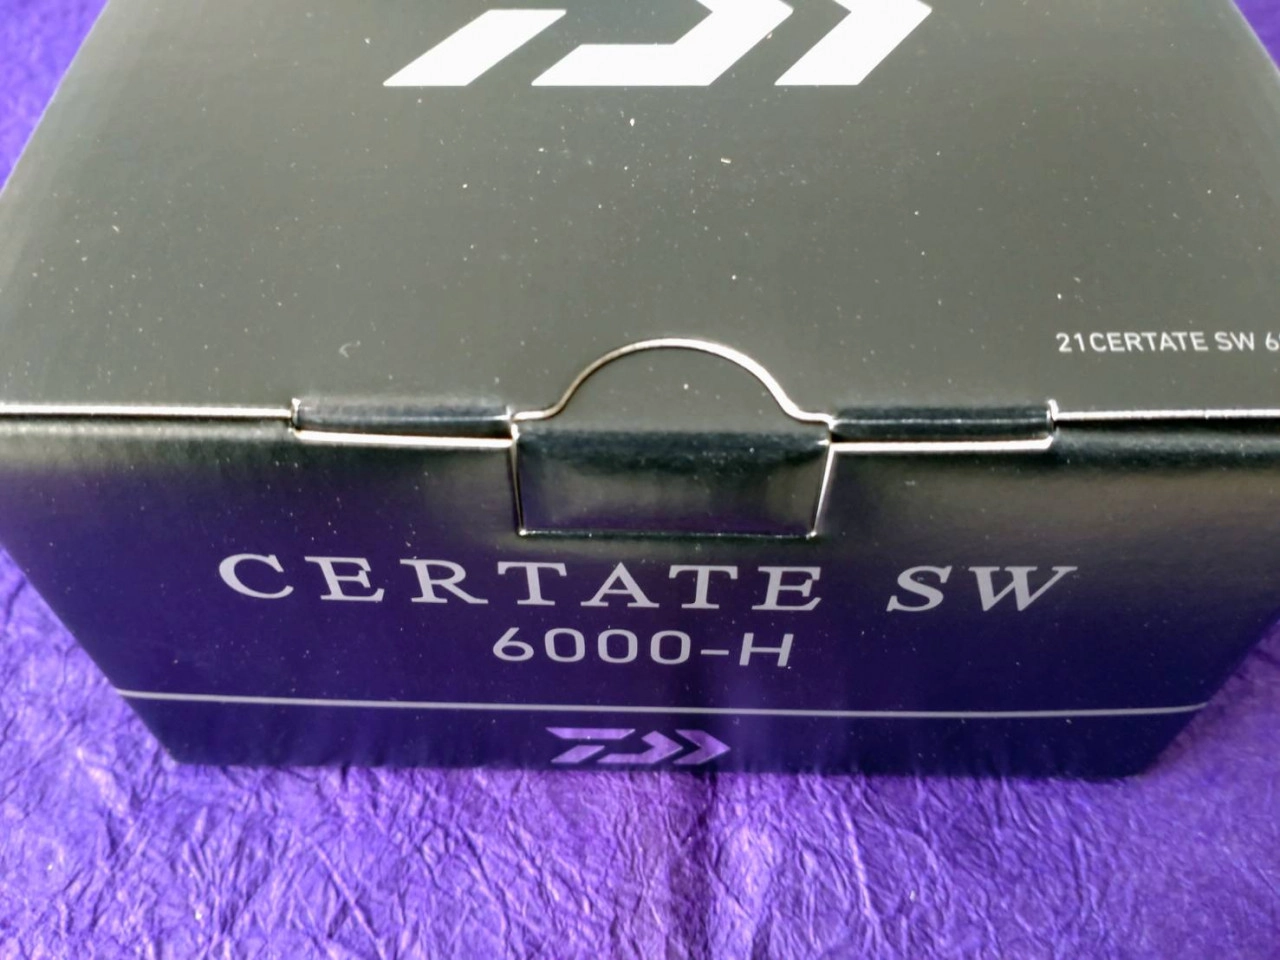 21CERTATE SW 6
CERTATE SW
6000-H